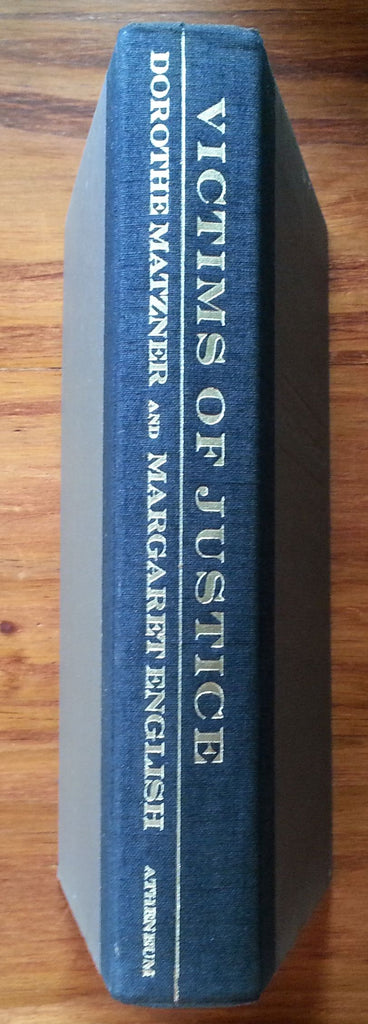 VICTIMS OF JUSTICE
DOROTHE MATZNER AND MARGARET ENGLISH ATHENEUM